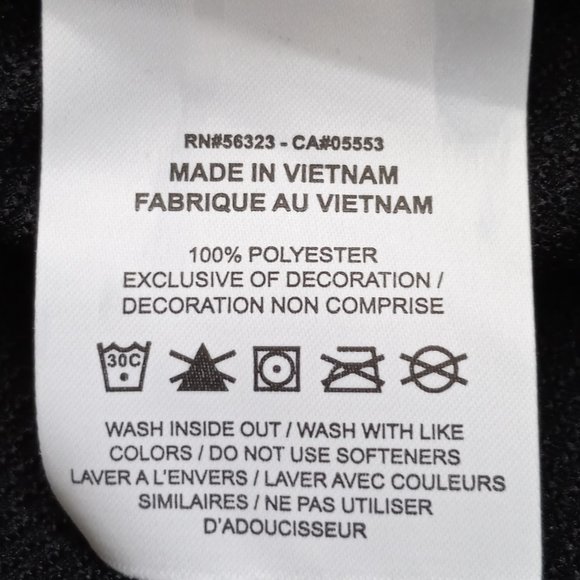 RN#56323 - CA#05553
MADE IN VIETNAM
FABRIQUE AU VIETNAM
100% POLYESTER
EXCLUSIVE OF DECORATION /
DECORATION NON COMPRISE
30C
WASH INSIDE OUT / WASH WITH LIKE
COLORS / DO NOT USE SOFTENERS
LAVER A L'ENVERS / LAVER AVEC COULEURS
SIMILAIRES / NE PAS UTILISER
D'ADOUCISSEUR